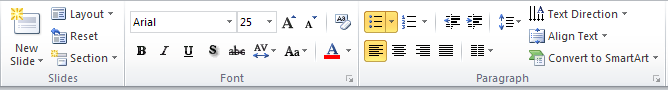 Layout
Reset
Section
New
Slide
Slides
Arial 25 A A
B I U S abc AV Aa A
Font
Text Direction
Align Text
Convert to SmartArt
Paragraph